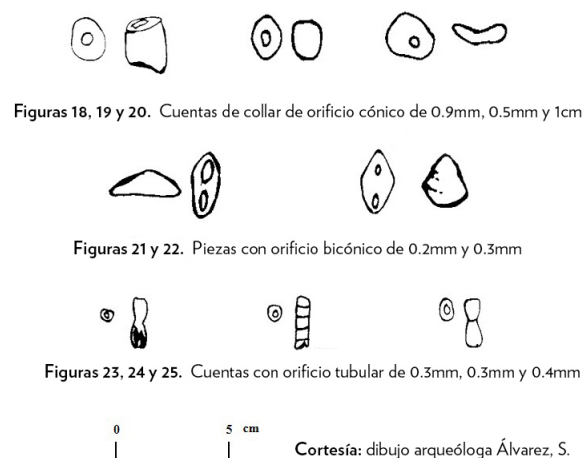 Figuras 18, 19 y 20. Cuentas de collar de orificio cónico de 0.9mm, 0.5mm y 1cm
Figuras 21 y 22. Piezas con orificio bicónico de 0.2mm y 0.3mm
Figuras 23, 24 y 25. Cuentas con orificio tubular de 0.3mm, 0.3mm y 0.4mm
0 5 cm
Cortesía: dibujo arqueóloga Álvarez, S.